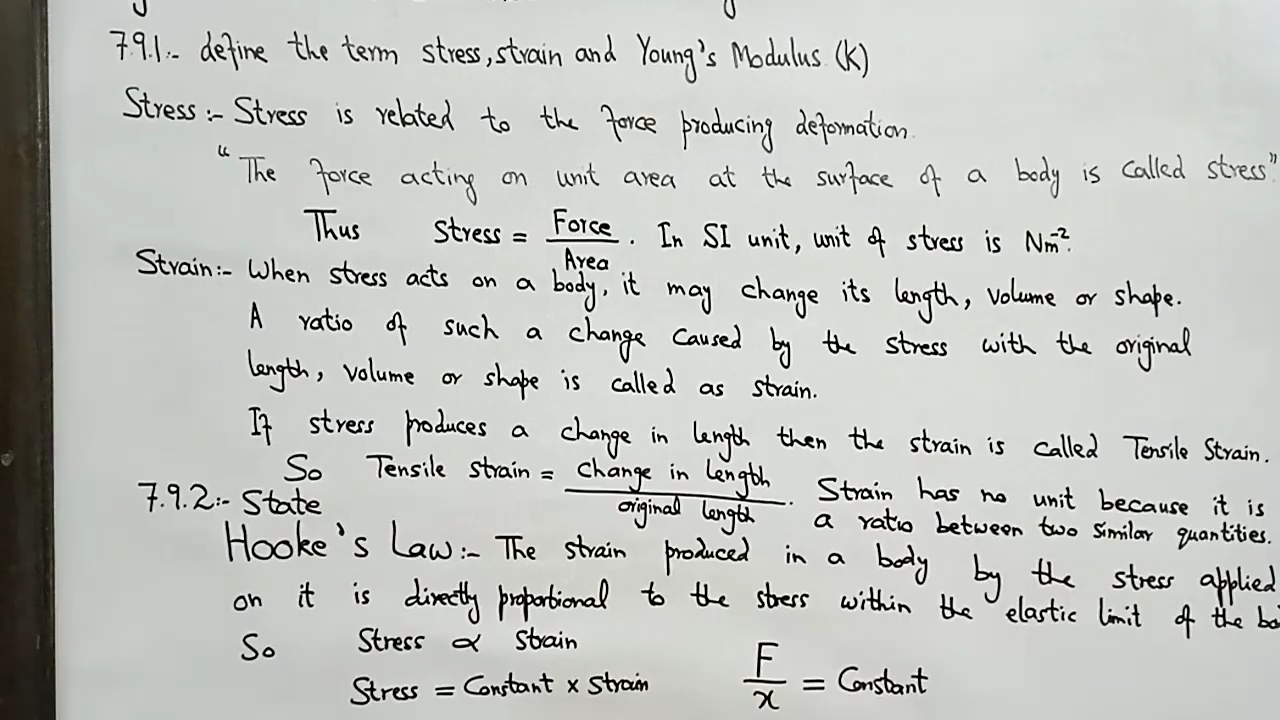 7.9.1:- define the term stress, strain and Young's Modulus (K)
Stress:- Stress is related to the force producing deformation.
"The force acting on unit area at the surface of a body is called stress".
Thus Stress = Force / Area . In SI unit, unit of stress is Nm⁻².
Strain:- When stress acts on a body, it may change its length, volume or shape.
A ratio of such a change caused by the stress with the original
length, volume or shape is called as strain.
If stress produces a change in length then the strain is called Tensile Strain.
So Tensile strain = change in length / original length . Strain has no unit because it is
a ratio between two similar quantities.
7.9.2:- State
Hooke's Law:- The strain produced in a body by the stress applied
on it is directly proportional to the stress within the elastic limit of the bo
So Stress ∝ strain
Stress = Constant × Strain F / x = Constant